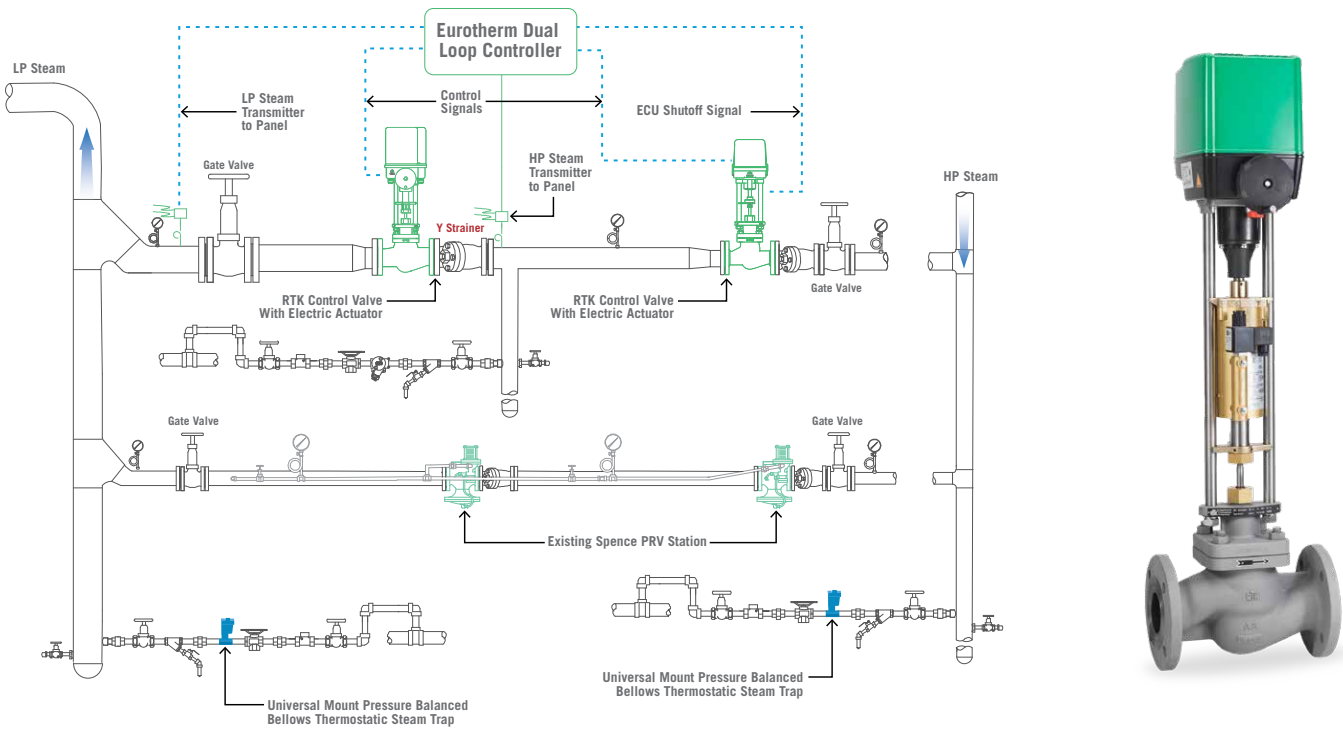 Eurotherm Dual
Loop Controller
LP Steam
LP Steam
Transmitter
to Panel
Control
Signals
ECU Shutoff Signal
Gate Valve
HP Steam
Transmitter
to Panel
HP Steam
Y Strainer
Gate Valve
RTK Control Valve
With Electric Actuator
RTK Control Valve
With Electric Actuator
Gate Valve
Gate Valve
Existing Spence PRV Station
Universal Mount Pressure Balanced
Bellows Thermostatic Steam Trap
Universal Mount Pressure Balanced
Bellows Thermostatic Steam Trap